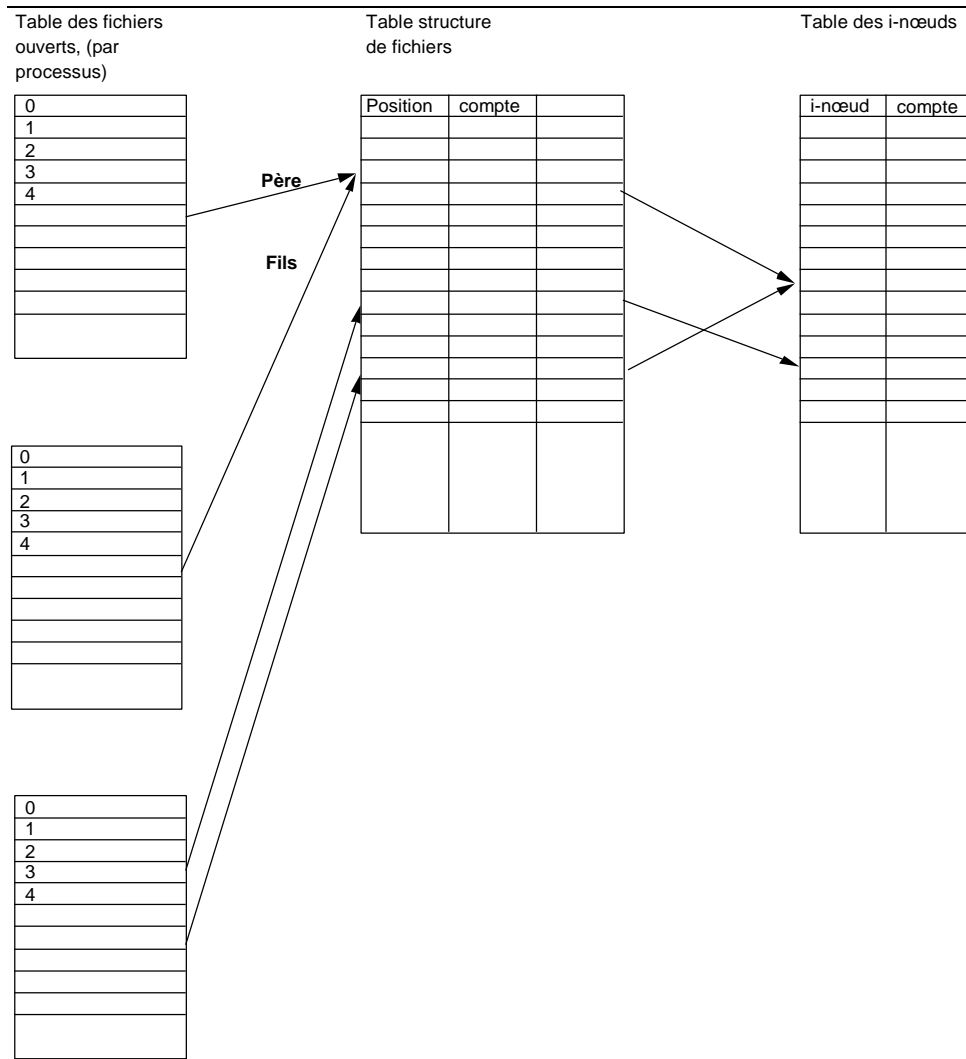 Table des fichiers
ouverts, (par
processus)
0
1
2
3
4
Père
Fils
0
1
2
3
4
0
1
2
3
4
Table structure
de fichiers
Position compte
Table des i-nœuds
i-nœud compte